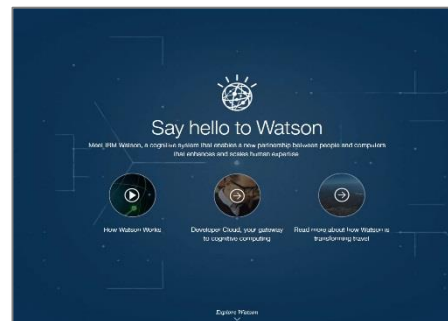 Say hello to Watson
Meet IBM Watson, a cognitive system that enables a new partnership between people and computers
that enhances and scales human expertise
How Watson Works
Developer Cloud, your gateway
to cognitive computing
Read more about how Watson is
transforming travel
Explore Watson